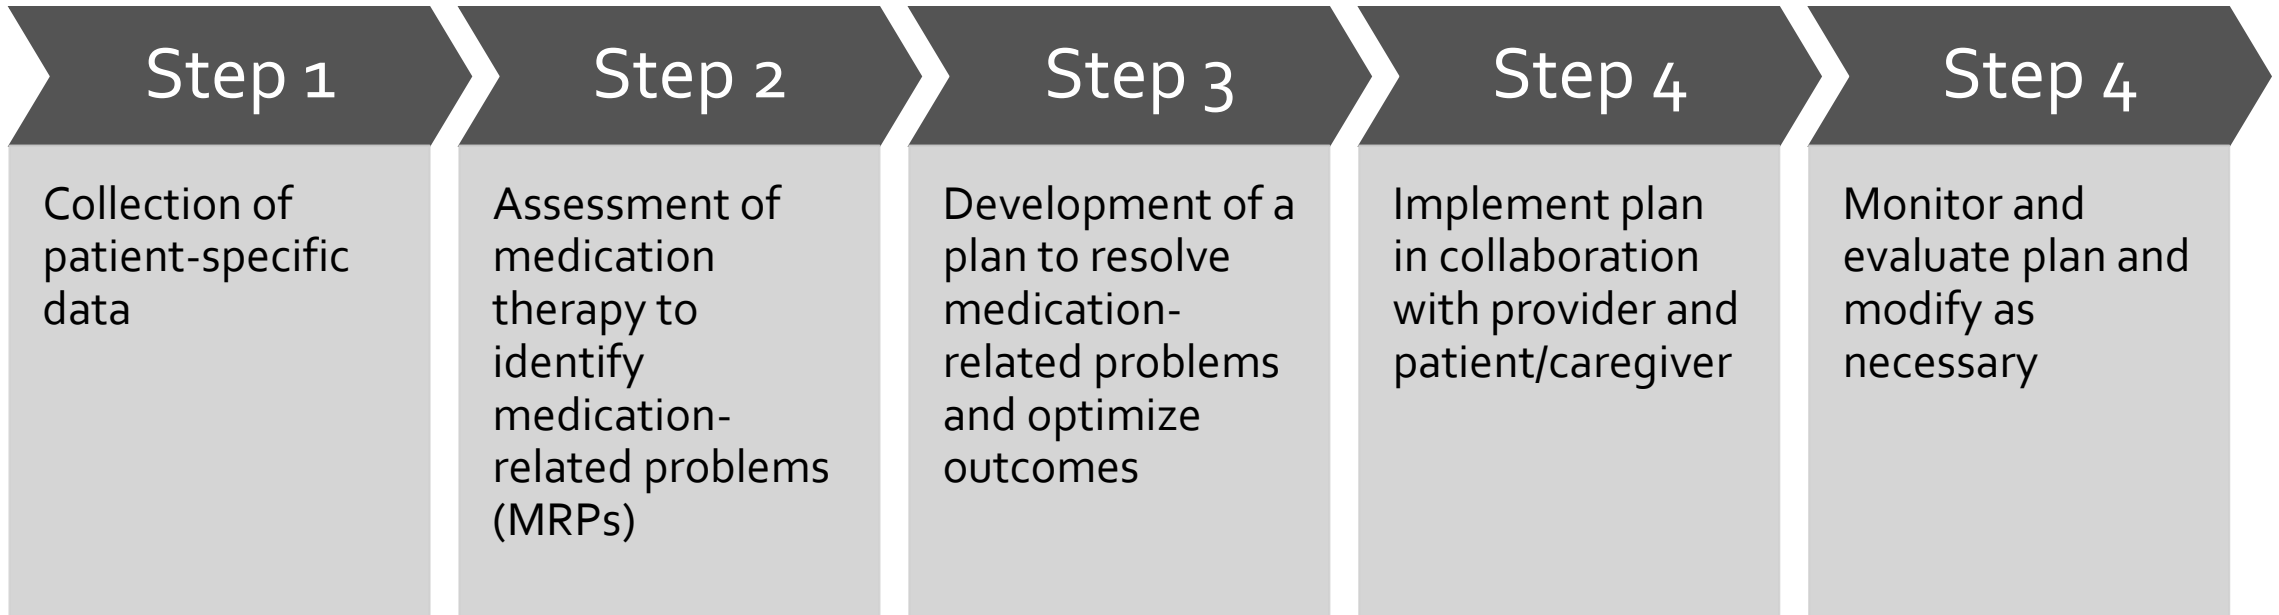 Step 1
Collection of
patient-specific
data
Step 2
Assessment of
medication
therapy to
identify
medication-
related problems
(MRPs)
Step 3
Development of a
plan to resolve
medication-
related problems
and optimize
outcomes
Step 4
Implement plan
in collaboration
with provider and
patient/caregiver
Step 4
Monitor and
evaluate plan and
modify as
necessary